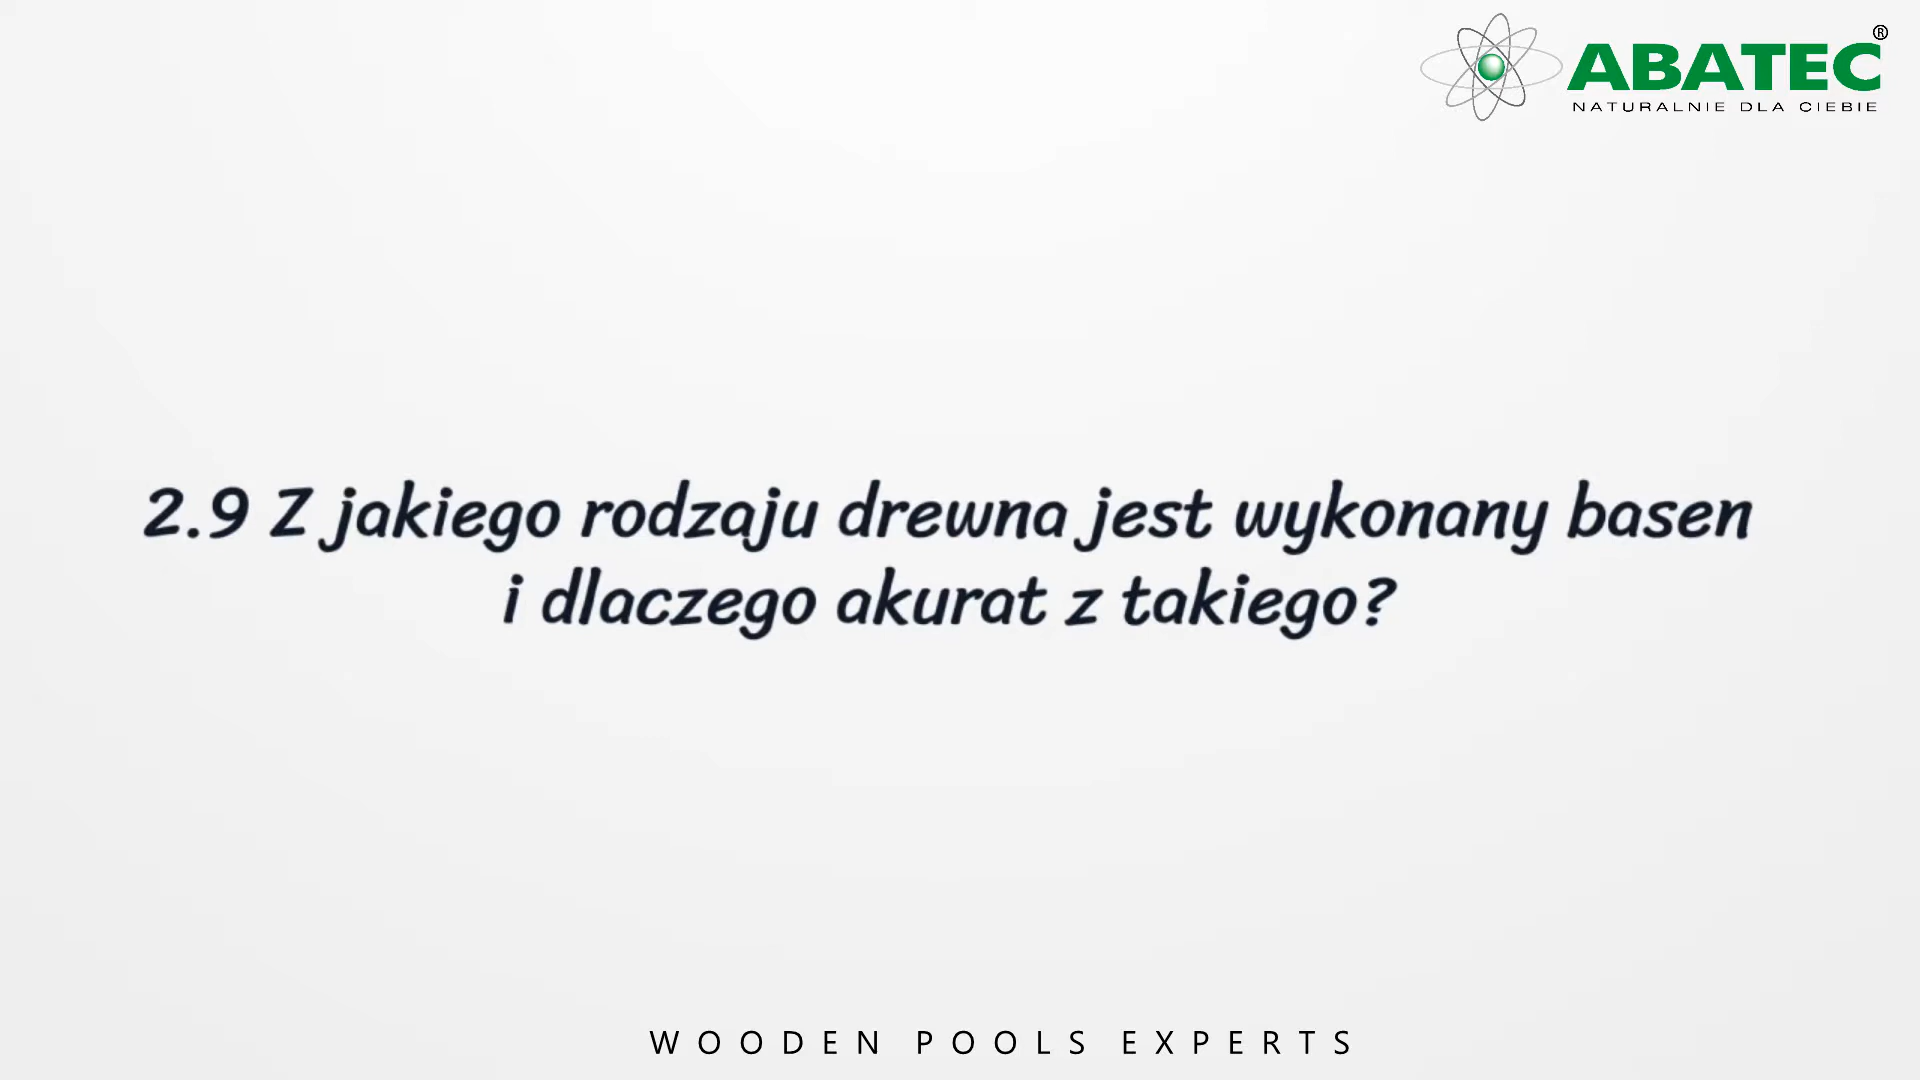 ABATEC®
NATURALNIE DLA CIEBIE
2.9 Z jakiego rodzaju drewna jest wykonany basen
i dlaczego akurat z takiego?
WOODEN POOLS EXPERTS